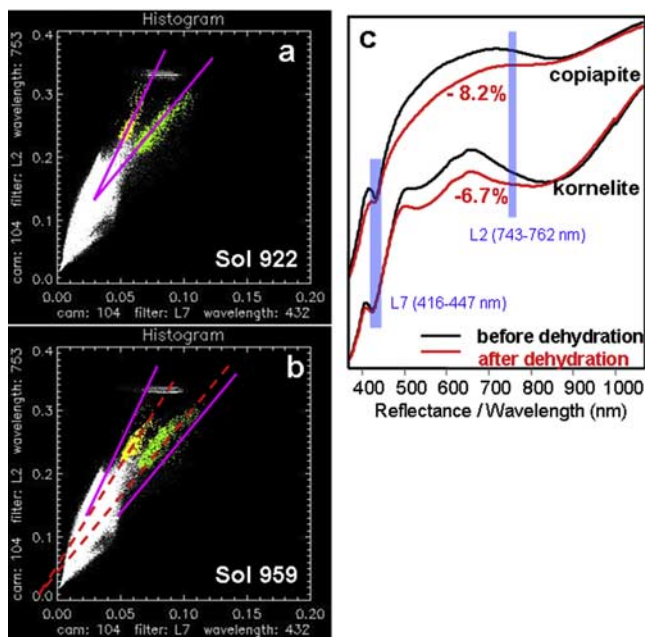 Histogram
a
cam: 104 filter: L2 wavelength: 753
0.4
0.3
0.2
0.1
0.0
Sol 922
0.00 0.05 0.10 0.15 0.20
cam: 104 filter: L7 wavelength: 432
Histogram
b
cam: 104 filter: L2 wavelength: 753
0.4
0.3
0.2
0.1
0.0
Sol 959
0.00 0.05 0.10 0.15 0.20
cam: 104 filter: L7 wavelength: 432
c
copiapite
- 8.2%
kornelite
-6.7%
L2 (743-762 nm)
L7 (416-447 nm)
before dehydration
after dehydration
400 500 600 700 800 900 1000
Reflectance / Wavelength (nm)